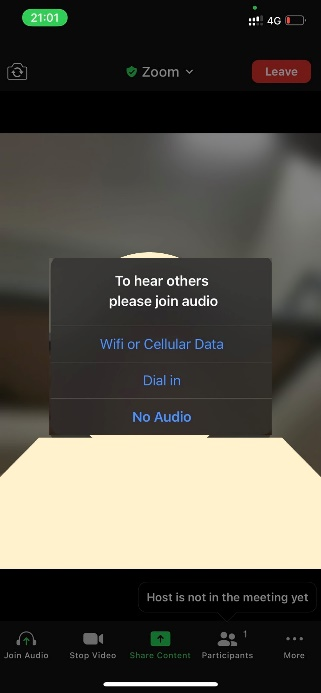 21:01
4G
Zoom
Leave
To hear others
please join audio
Wifi or Cellular Data
Dial in
No Audio
Host is not in the meeting yet
1
Join Audio
Stop Video
Share Content
Participants
More